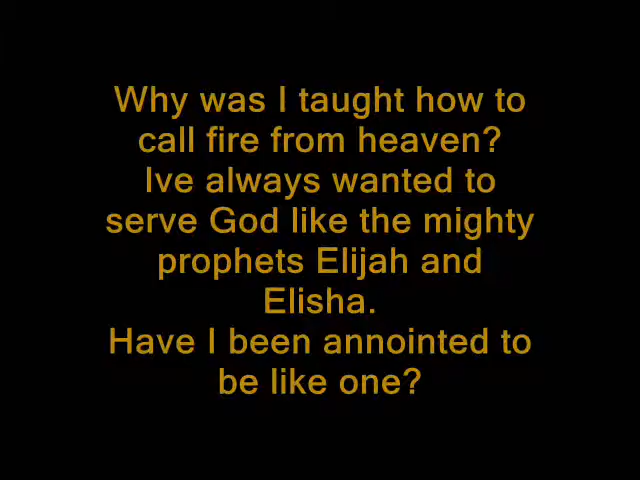 Why was I taught how to
call fire from heaven?
Ive always wanted to
serve God like the mighty
prophets Elijah and
Elisha.
Have I been annointed to
be like one?